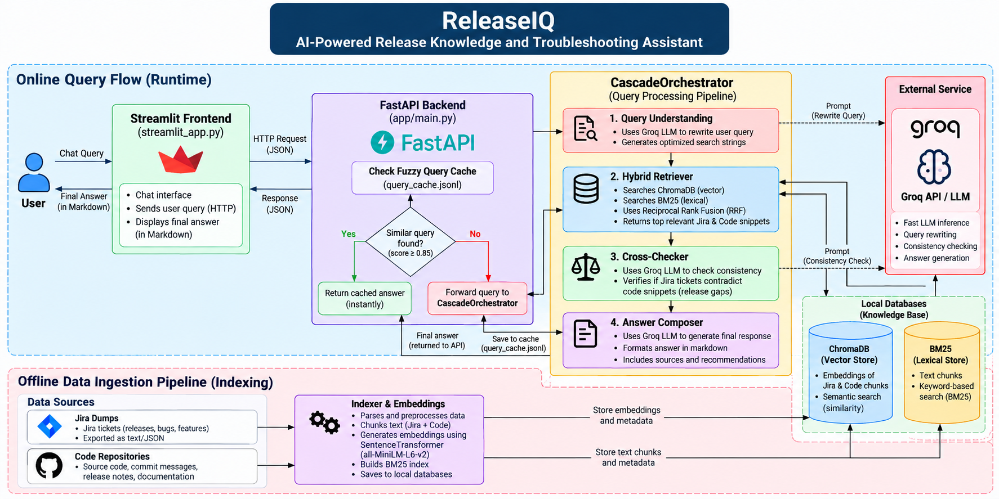 ReleaseIQ
AI-Powered Release Knowledge and Troubleshooting Assistant
Online Query Flow (Runtime)
User
Chat Query
Final Answer
(in Markdown)
Streamlit Frontend
(streamlit_app.py)
• Chat interface
• Sends user query (HTTP)
• Displays final answer
(in Markdown)
HTTP Request
(JSON)
Response
(JSON)
FastAPI Backend
(app/main.py)
FastAPI
Check Fuzzy Query Cache
(query_cache.jsonl)
Similar query
found?
(score ≥ 0.85)
Yes
No
Return cached answer
(instantly)
Forward query to
CascadeOrchestrator
Final answer
(returned to API)
Save to cache
(query_cache.jsonl)
CascadeOrchestrator
(Query Processing Pipeline)
1. Query Understanding
• Uses Groq LLM to rewrite user query
• Generates optimized search strings
2. Hybrid Retriever
• Searches ChromaDB (vector)
• Searches BM25 (lexical)
• Uses Reciprocal Rank Fusion (RRF)
• Returns top relevant Jira & Code snippets
3. Cross-Checker
• Uses Groq LLM to check consistency
• Verifies if Jira tickets contradict
code snippets (release gaps)
4. Answer Composer
• Uses Groq LLM to generate final response
• Formats answer in markdown
• Includes sources and recommendations
Prompt
(Rewrite Query)
Prompt
(Consistency Check)
External Service
groq
Groq API / LLM
• Fast LLM inference
• Query rewriting
• Consistency checking
• Answer generation
Local Databases
(Knowledge Base)
ChromaDB
(Vector Store)
• Embeddings of
Jira & Code chunks
• Semantic search
(similarity)
BM25
(Lexical Store)
• Text chunks
• Keyword-based
search (BM25)
Offline Data Ingestion Pipeline (Indexing)
Data Sources
Jira Dumps
• Jira tickets (releases, bugs, features)
• Exported as text/JSON
Code Repositories
• Source code, commit messages,
release notes, documentation
Indexer & Embeddings
• Parses and preprocesses data
• Chunks text (Jira + Code)
• Generates embeddings using
SentenceTransformer
(all-MiniLM-L6-v2)
• Builds BM25 index
• Saves to local databases
Store embeddings
and metadata
Store text chunks
and metadata